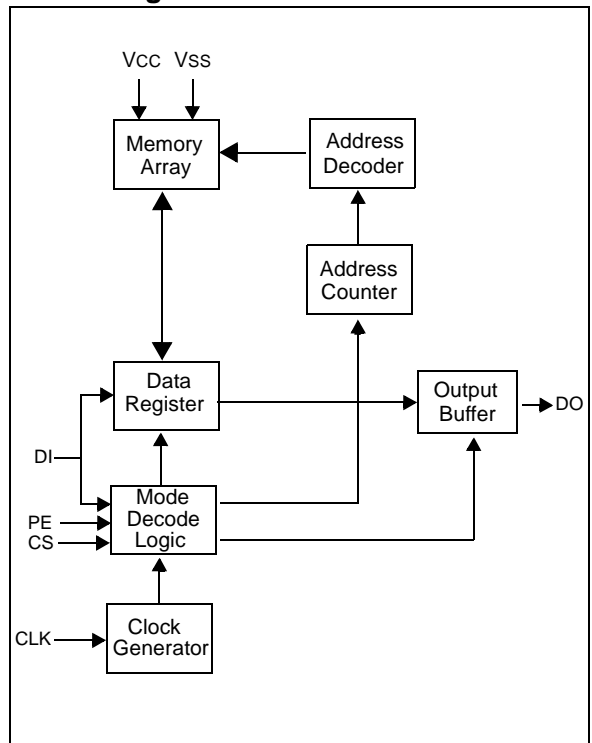 VCC VSS
Memory
Array
Address
Decoder
Address
Counter
Data
Register
Output
Buffer
DO
DI
Mode
Decode
Logic
PE
CS
CLK
Clock
Generator